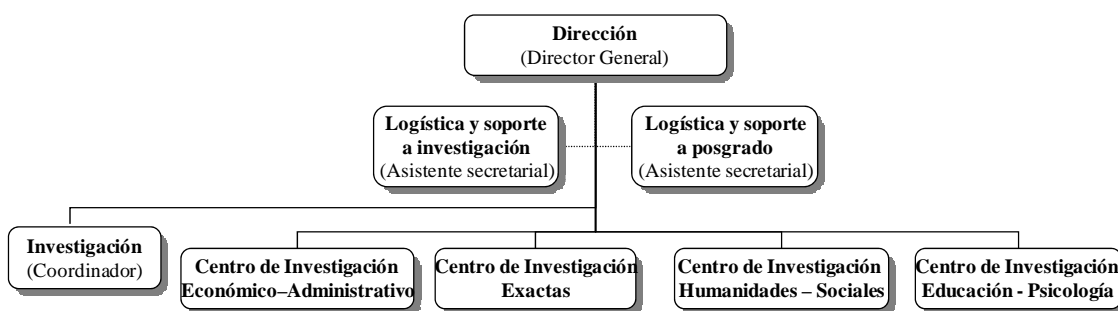 Dirección
(Director General)
Logística y soporte
a investigación
(Asistente secretarial)
Logística y soporte
a posgrado
(Asistente secretarial)
Investigación
(Coordinador)
Centro de Investigación
Económico–Administrativo
Centro de Investigación
Exactas
Centro de Investigación
Humanidades – Sociales
Centro de Investigación
Educación - Psicología